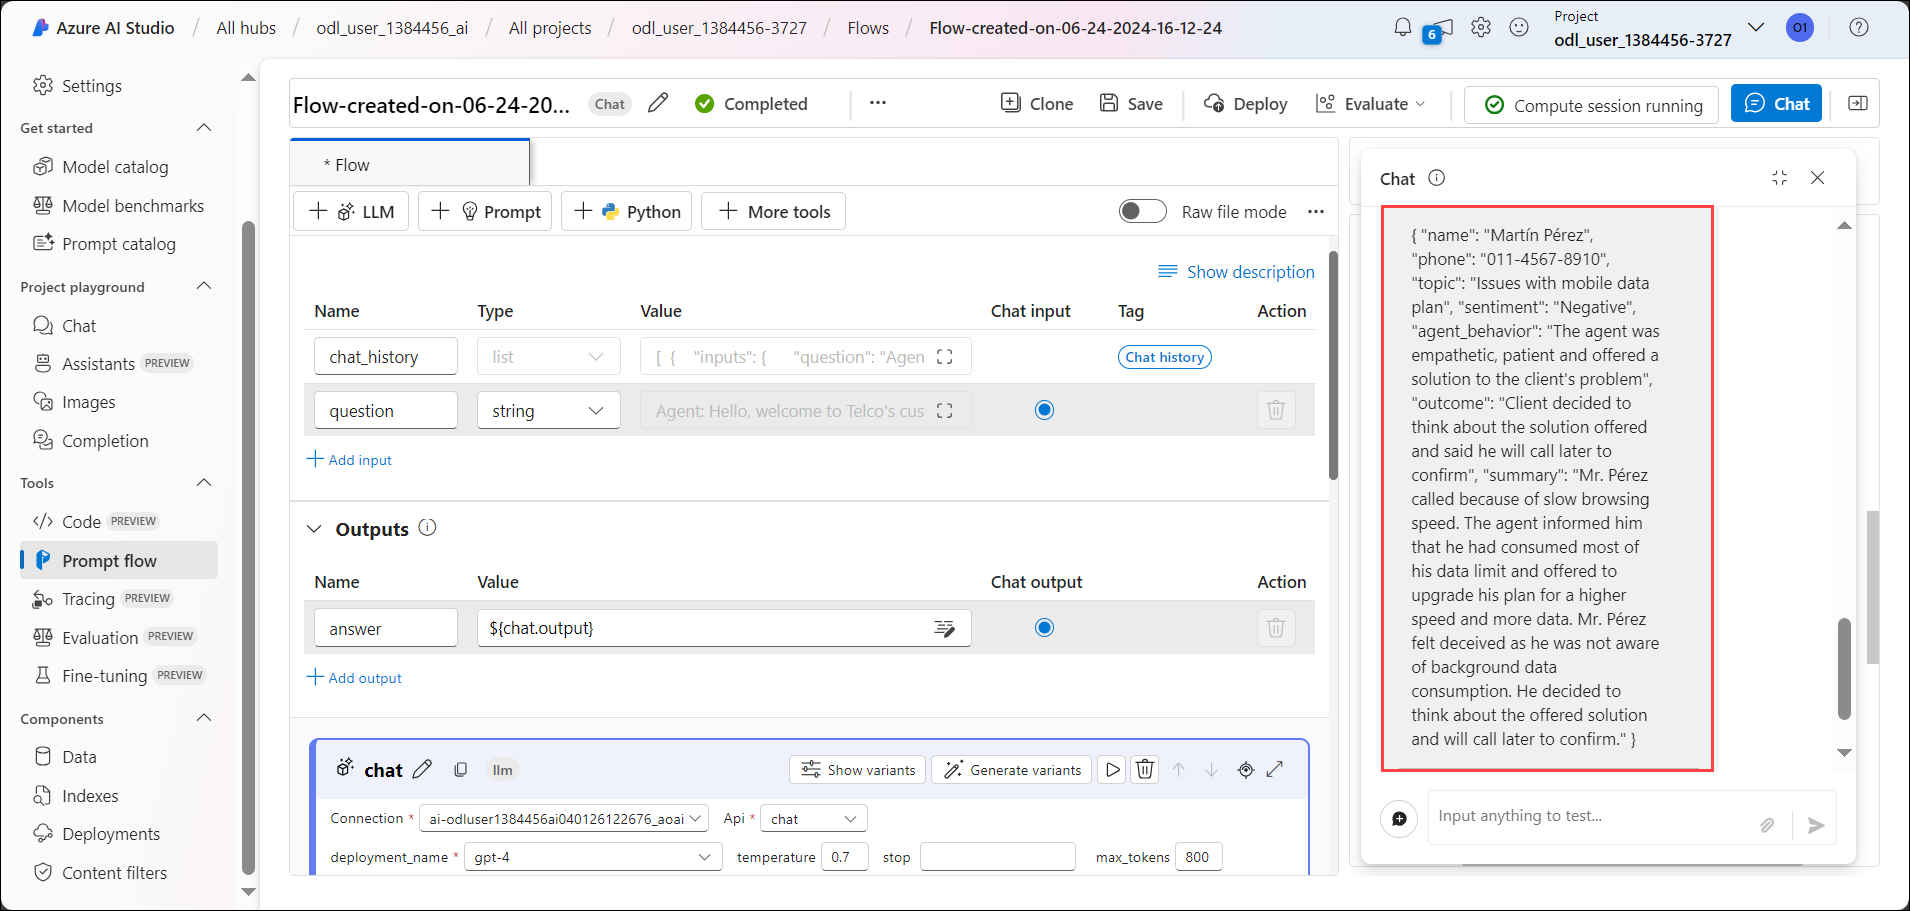 Azure AI Studio / All hubs / odl_user_1384456_ai / All projects / odl_user_1384456-3727 / Flows / Flow-created-on-06-24-2024-16-12-24
6
Project
odl_user_1384456-3727
O1
Settings
Get started
Model catalog
Model benchmarks
Prompt catalog
Project playground
Chat
Assistants PREVIEW
Images
Completion
Tools
Code PREVIEW
Prompt flow
Tracing PREVIEW
Evaluation PREVIEW
Fine-tuning PREVIEW
Components
Data
Indexes
Deployments
Content filters
Flow-created-on-06-24-20... Chat Completed ... Clone Save Deploy Evaluate Compute session running Chat
* Flow
LLM Prompt Python More tools Raw file mode ...
Show description
Name Type Value Chat input Tag Action
chat_history list [ { "inputs": { "question": "Agen Chat history
question string Agent: Hello, welcome to Telco's cus
Add input
Outputs
Name Value Chat output Action
answer ${chat.output}
Add output
chat llm Show variants Generate variants
Connection * ai-odluser1384456ai040126122676_aoai Api * chat
deployment_name * gpt-4 temperature 0.7 stop max_tokens 800
Chat
{ "name": "Martín Pérez",
"phone": "011-4567-8910",
"topic": "Issues with mobile data
plan", "sentiment": "Negative",
"agent_behavior": "The agent was
empathetic, patient and offered a
solution to the client's problem",
"outcome": "Client decided to
think about the solution offered
and said he will call later to
confirm", "summary": "Mr. Pérez
called because of slow browsing
speed. The agent informed him
that he had consumed most of
his data limit and offered to
upgrade his plan for a higher
speed and more data. Mr. Pérez
felt deceived as he was not aware
of background data
consumption. He decided to
think about the offered solution
and will call later to confirm." }
Input anything to test...